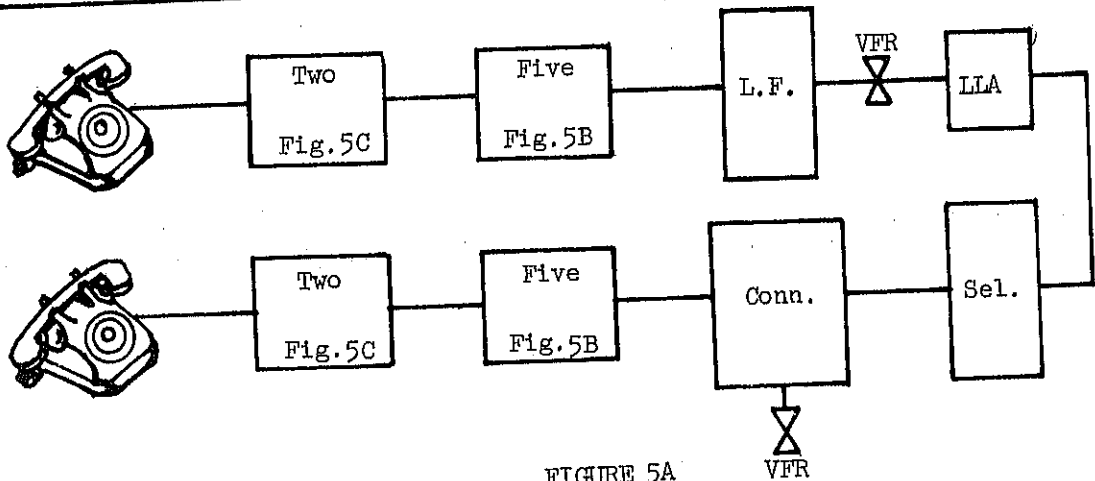 Two
Fig.5C
Five
Fig.5B
L.F.
VFR
LLA
Two
Fig.5C
Five
Fig.5B
Conn.
Sel.
VFR
FIGURE 5A